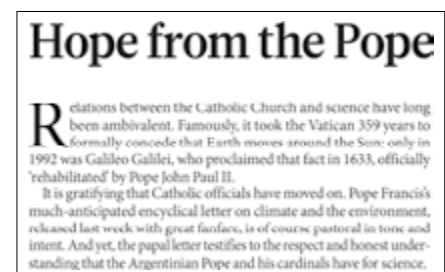 Hope from the Pope
Relations between the Catholic Church and science have long
been ambivalent. Famously, it took the Vatican 359 years to
formally concede that Earth moves around the Sun: only in
1992 was Galileo Galilei, who proclaimed that fact in 1633, officially
'rehabilitated' by Pope John Paul II.
It is gratifying that Catholic officials have moved on. Pope Francis's
much-anticipated encyclical letter on climate and the environment,
released last week with great fanfare, is of course pastoral in tone and
intent. And yet, the papal letter testifies to the respect and honest under-
standing that the Argentinian Pope and his cardinals have for science.